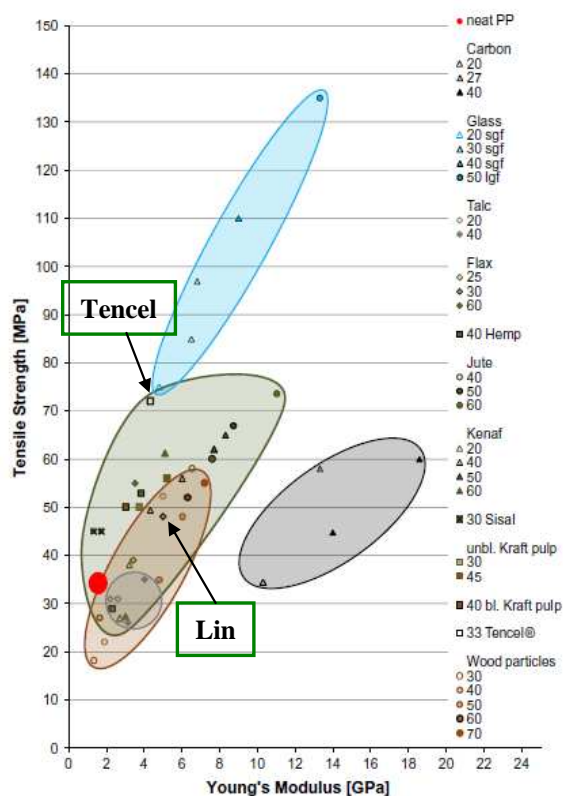 150
140
130
120
110
100
90
80
70
60
50
40
30
20
10
0
Tensile Strength [MPa]
0 2 4 6 8 10 12 14 16 18 20 22 24
Young's Modulus [GPa]
Tencel
Lin
neat PP
Carbon
20
27
40
Glass
20 sgf
30 sgf
40 sgf
50 lgf
Talc
20
40
Flax
25
30
60
40 Hemp
Jute
40
50
60
Kenaf
20
40
50
60
30 Sisal
unbl. Kraft pulp
30
45
40 bl. Kraft pulp
33 Tencel®
Wood particles
30
40
50
60
70